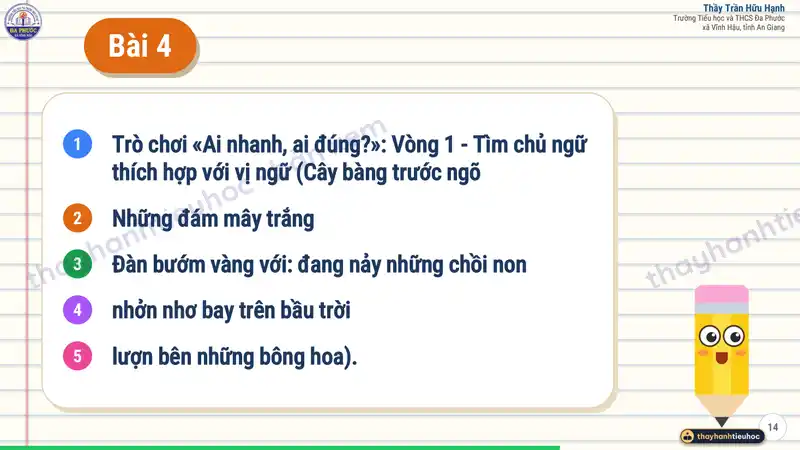 Thầy Trần Hữu Hạnh
Trường Tiểu học và THCS Đa Phước
xã Vĩnh Hậu, tỉnh An Giang
ĐA PHƯỚC
Bài 4
1 Trò chơi «Ai nhanh, ai đúng?»: Vòng 1 - Tìm chủ ngữ
thích hợp với vị ngữ (Cây bàng trước ngõ
2 Những đám mây trắng
3 Đàn bướm vàng với: đang nảy những chồi non
4 nhởn nhơ bay trên bầu trời
5 lượn bên những bông hoa).
14
thayhanhtieuhoc